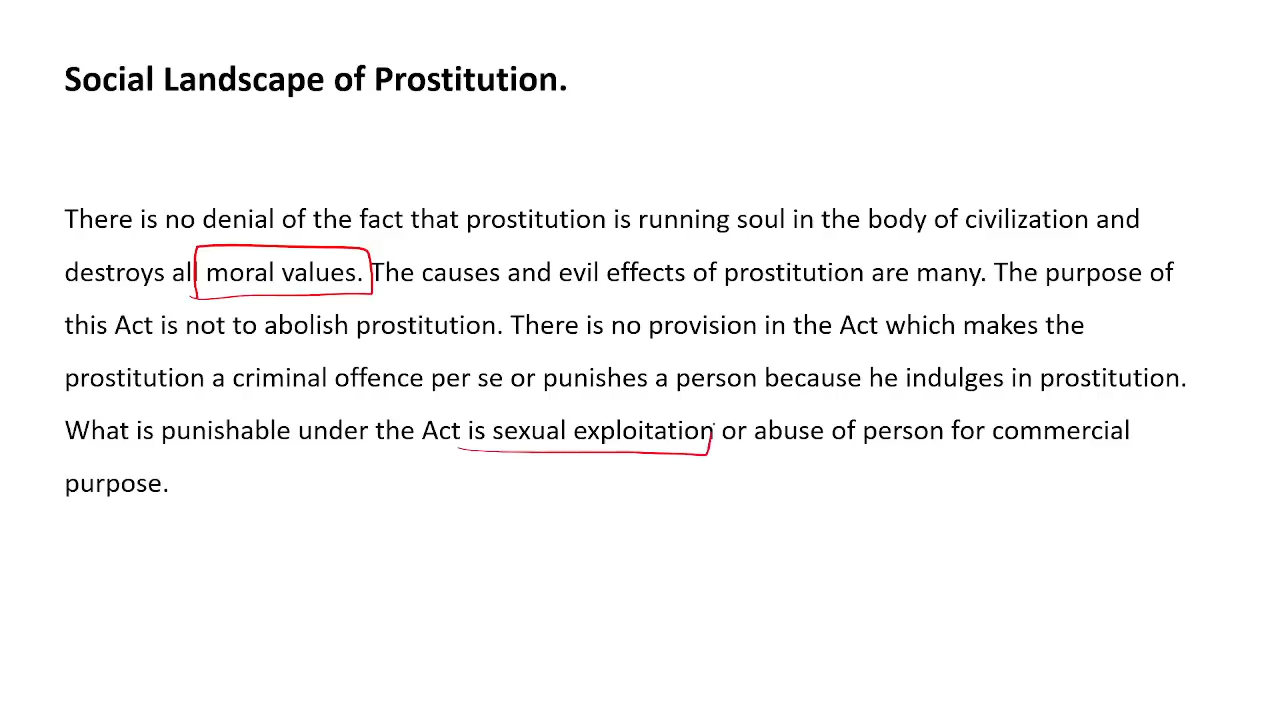 Social Landscape of Prostitution.
There is no denial of the fact that prostitution is running soul in the body of civilization and
destroys all moral values. The causes and evil effects of prostitution are many. The purpose of
this Act is not to abolish prostitution. There is no provision in the Act which makes the
prostitution a criminal offence per se or punishes a person because he indulges in prostitution.
What is punishable under the Act is sexual exploitation or abuse of person for commercial
purpose.